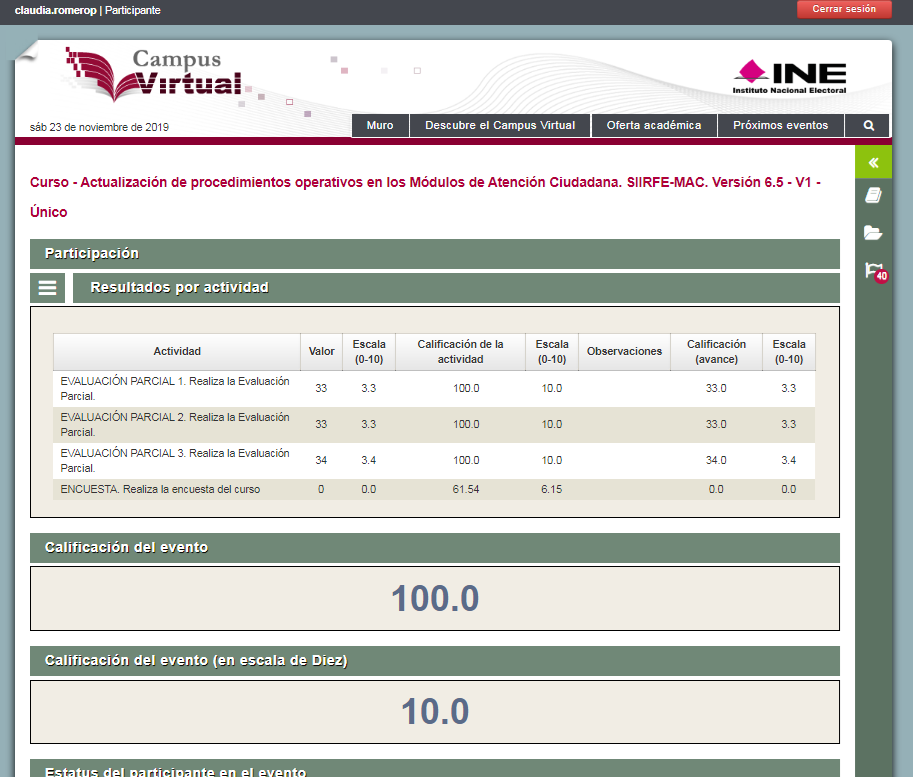 claudia.romerop | Participante
Cerrar sesión
Campus
Virtual
INE
Instituto Nacional Electoral
sáb 23 de noviembre de 2019
Muro
Descubre el Campus Virtual
Oferta académica
Próximos eventos
Curso - Actualización de procedimientos operativos en los Módulos de Atención Ciudadana. SIIRFE-MAC. Versión 6.5 - V1 -
Único
40
Participación
Resultados por actividad
Actividad Valor Escala (0-10) Calificación de la actividad Escala (0-10) Observaciones Calificación (avance) Escala (0-10)
EVALUACIÓN PARCIAL 1. Realiza la Evaluación
Parcial.
33 3.3 100.0 10.0 33.0 3.3
EVALUACIÓN PARCIAL 2. Realiza la Evaluación
Parcial.
33 3.3 100.0 10.0 33.0 3.3
EVALUACIÓN PARCIAL 3. Realiza la Evaluación
Parcial.
34 3.4 100.0 10.0 34.0 3.4
ENCUESTA. Realiza la encuesta del curso 0 0.0 61.54 6.15 0.0 0.0
Calificación del evento
100.0
Calificación del evento (en escala de Diez)
10.0
Estatus del participante en el evento